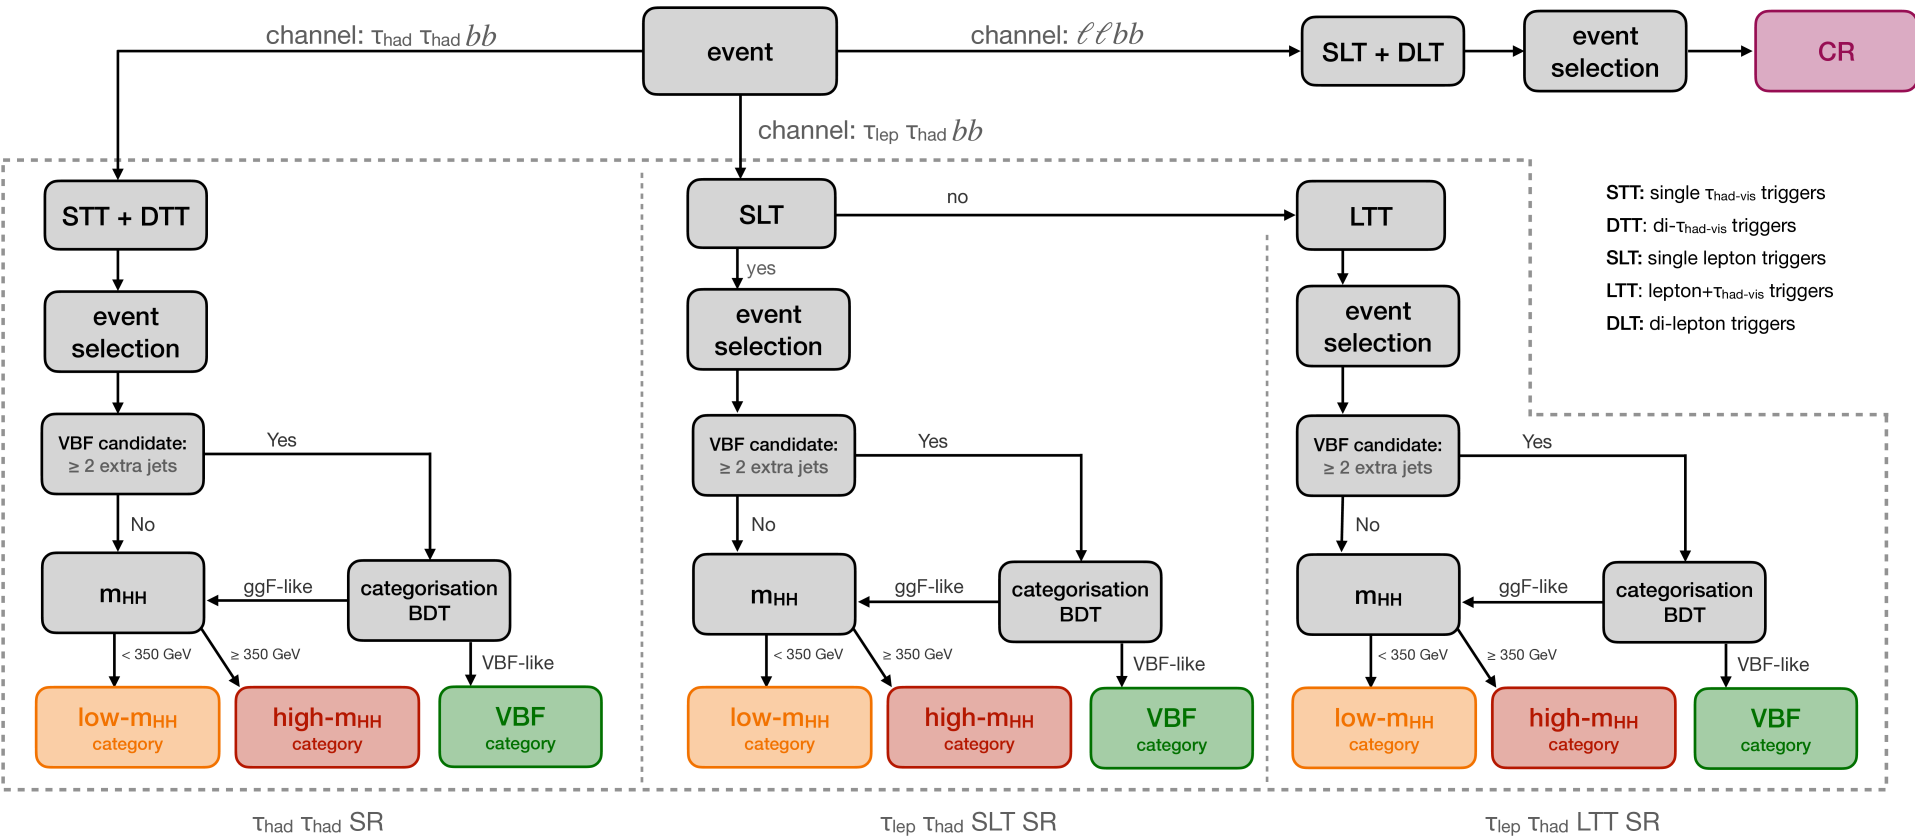 channel: τhad τhad bb
event
channel: ℓℓbb
SLT + DLT
event
selection
CR
channel: τlep τhad bb
STT + DTT
SLT
no
LTT
yes
STT: single τhad-vis triggers
DTT: di-τhad-vis triggers
SLT: single lepton triggers
LTT: lepton+τhad-vis triggers
DLT: di-lepton triggers
event
selection
event
selection
event
selection
VBF candidate:
≥ 2 extra jets
Yes
No
VBF candidate:
≥ 2 extra jets
Yes
No
VBF candidate:
≥ 2 extra jets
Yes
No
mHH
ggF-like
categorisation
BDT
mHH
ggF-like
categorisation
BDT
mHH
ggF-like
categorisation
BDT
< 350 GeV
≥ 350 GeV
VBF-like
< 350 GeV
≥ 350 GeV
VBF-like
< 350 GeV
≥ 350 GeV
VBF-like
low-mHH
category
high-mHH
category
VBF
category
low-mHH
category
high-mHH
category
VBF
category
low-mHH
category
high-mHH
category
VBF
category
τhad τhad SR
τlep τhad SLT SR
τlep τhad LTT SR